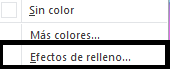 Sin color
Más colores...
Efectos de relleno...